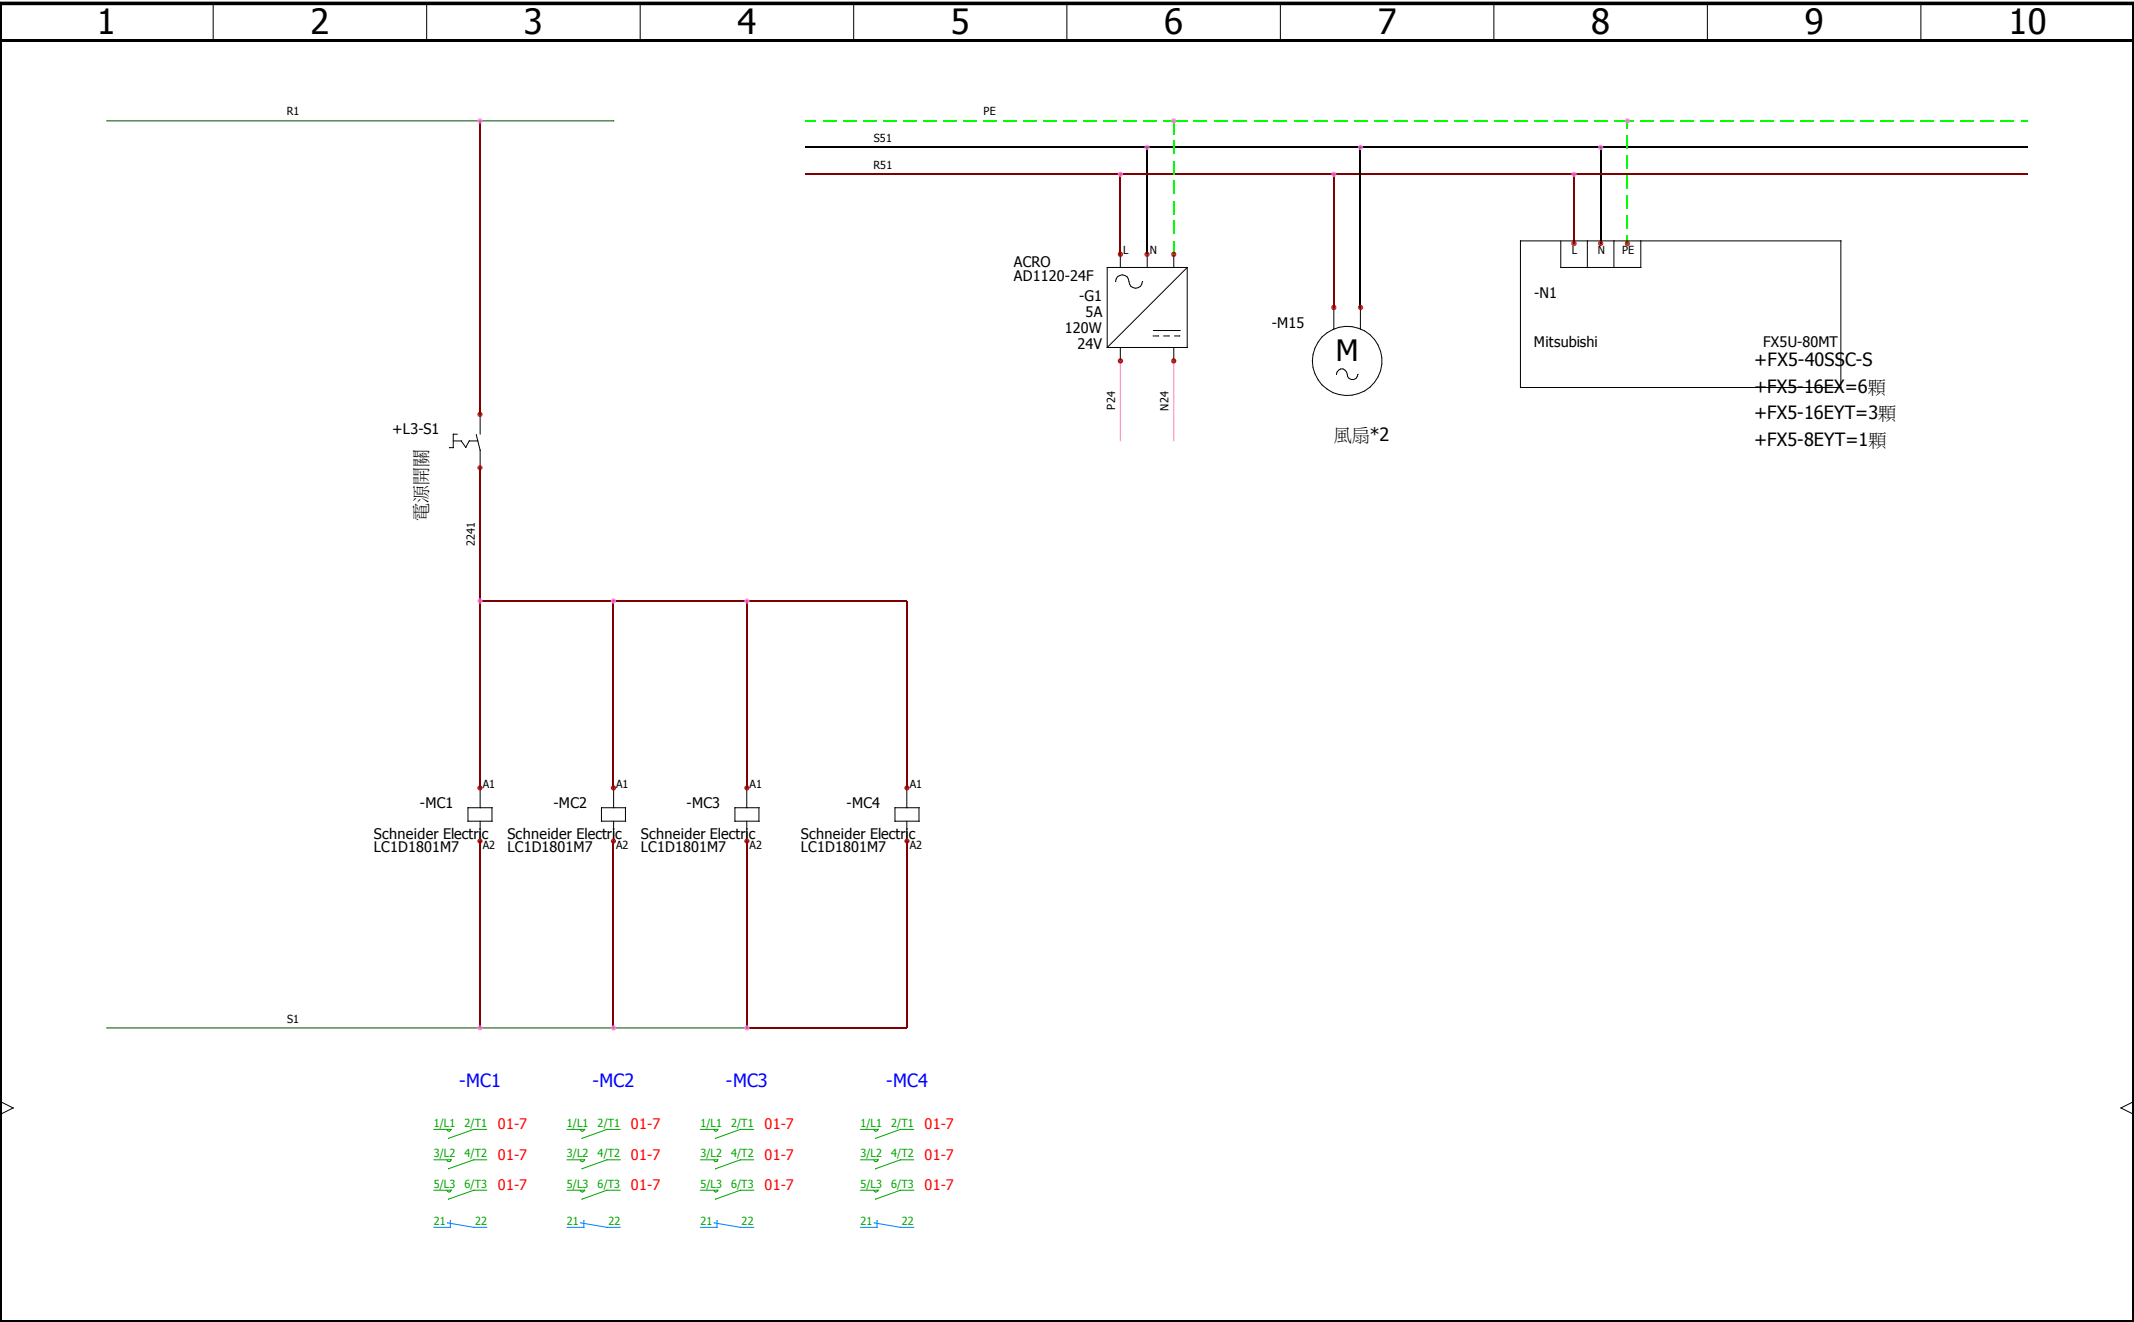 1 2 3 4 5 6 7 8 9 10
R1
PE
S51
R51
L N
ACRO
AD1120-24F
-G1
5A
120W
24V
P24
N24
-M15
M
風扇*2
L N PE
-N1
Mitsubishi
FX5U-80MT
+FX5-40SSC-S
+FX5-16EX=6顆
+FX5-16EYT=3顆
+FX5-8EYT=1顆
+L3-S1
電源開關
2241
A1 A1 A1 A1
-MC1 -MC2 -MC3 -MC4
Schneider Electric Schneider Electric Schneider Electric Schneider Electric
LC1D1801M7 LC1D1801M7 LC1D1801M7 LC1D1801M7
A2 A2 A2 A2
S1
-MC1 -MC2 -MC3 -MC4
1/L1 2/T1 01-7 1/L1 2/T1 01-7 1/L1 2/T1 01-7 1/L1 2/T1 01-7
3/L2 4/T2 01-7 3/L2 4/T2 01-7 3/L2 4/T2 01-7 3/L2 4/T2 01-7
5/L3 6/T3 01-7 5/L3 6/T3 01-7 5/L3 6/T3 01-7 5/L3 6/T3 01-7
21 22 21 22 21 22 21 22